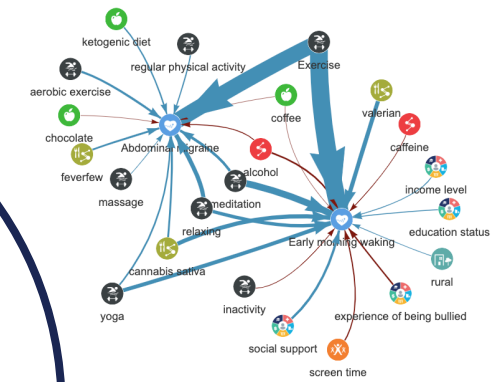 ketogenic diet
regular physical activity
Exercise
aerobic exercise
coffee
valerian
chocolate
Abdominal migraine
caffeine
feverfew
alcohol
massage
meditation
income level
relaxing
education status
Early morning waking
cannabis sativa
rural
yoga
inactivity
experience of being bullied
social support
screen time